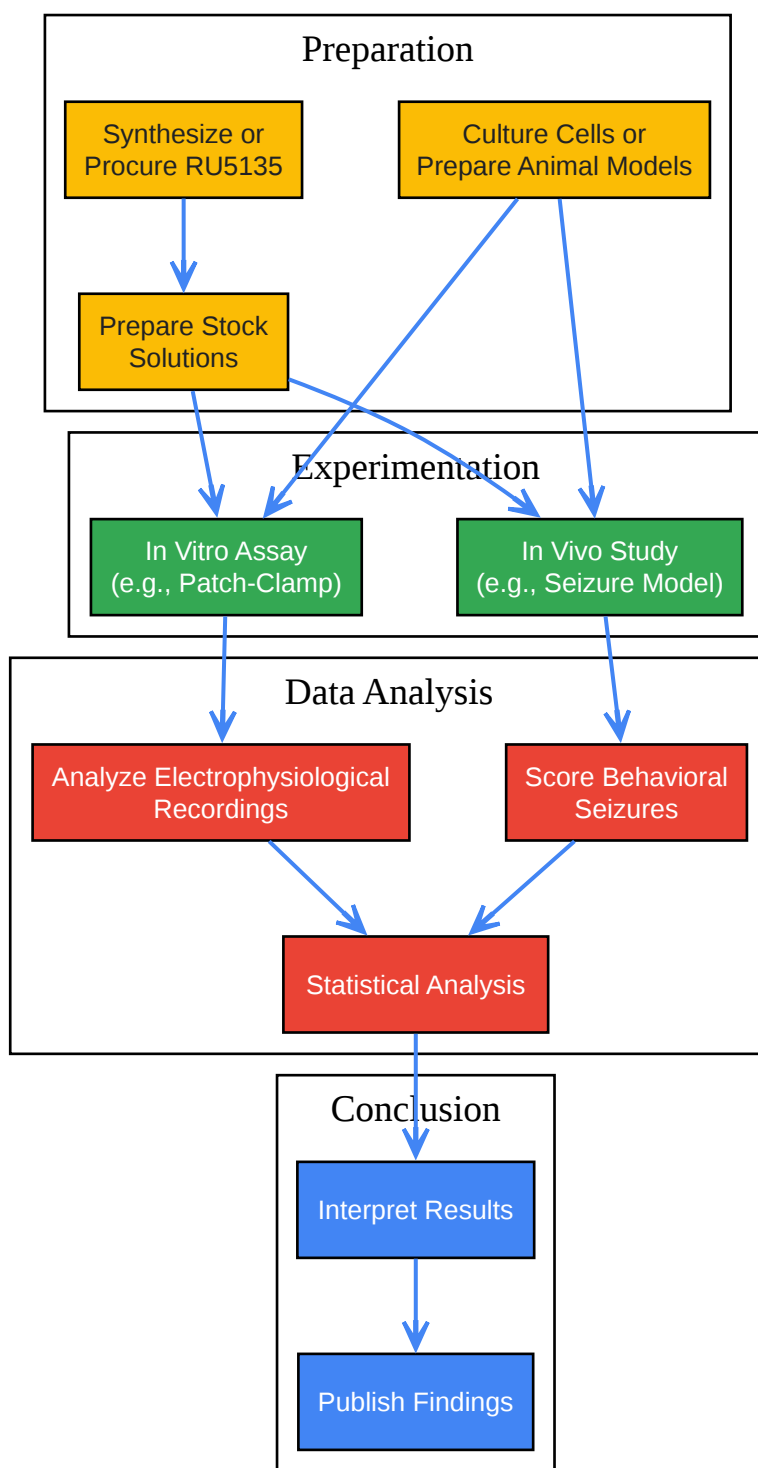 Preparation
Synthesize or
Procure RU5135
Culture Cells or
Prepare Animal Models
Prepare Stock
Solutions
Experimentation
In Vitro Assay
(e.g., Patch-Clamp)
In Vivo Study
(e.g., Seizure Model)
Data Analysis
Analyze Electrophysiological
Recordings
Score Behavioral
Seizures
Statistical Analysis
Conclusion
Interpret Results
Publish Findings